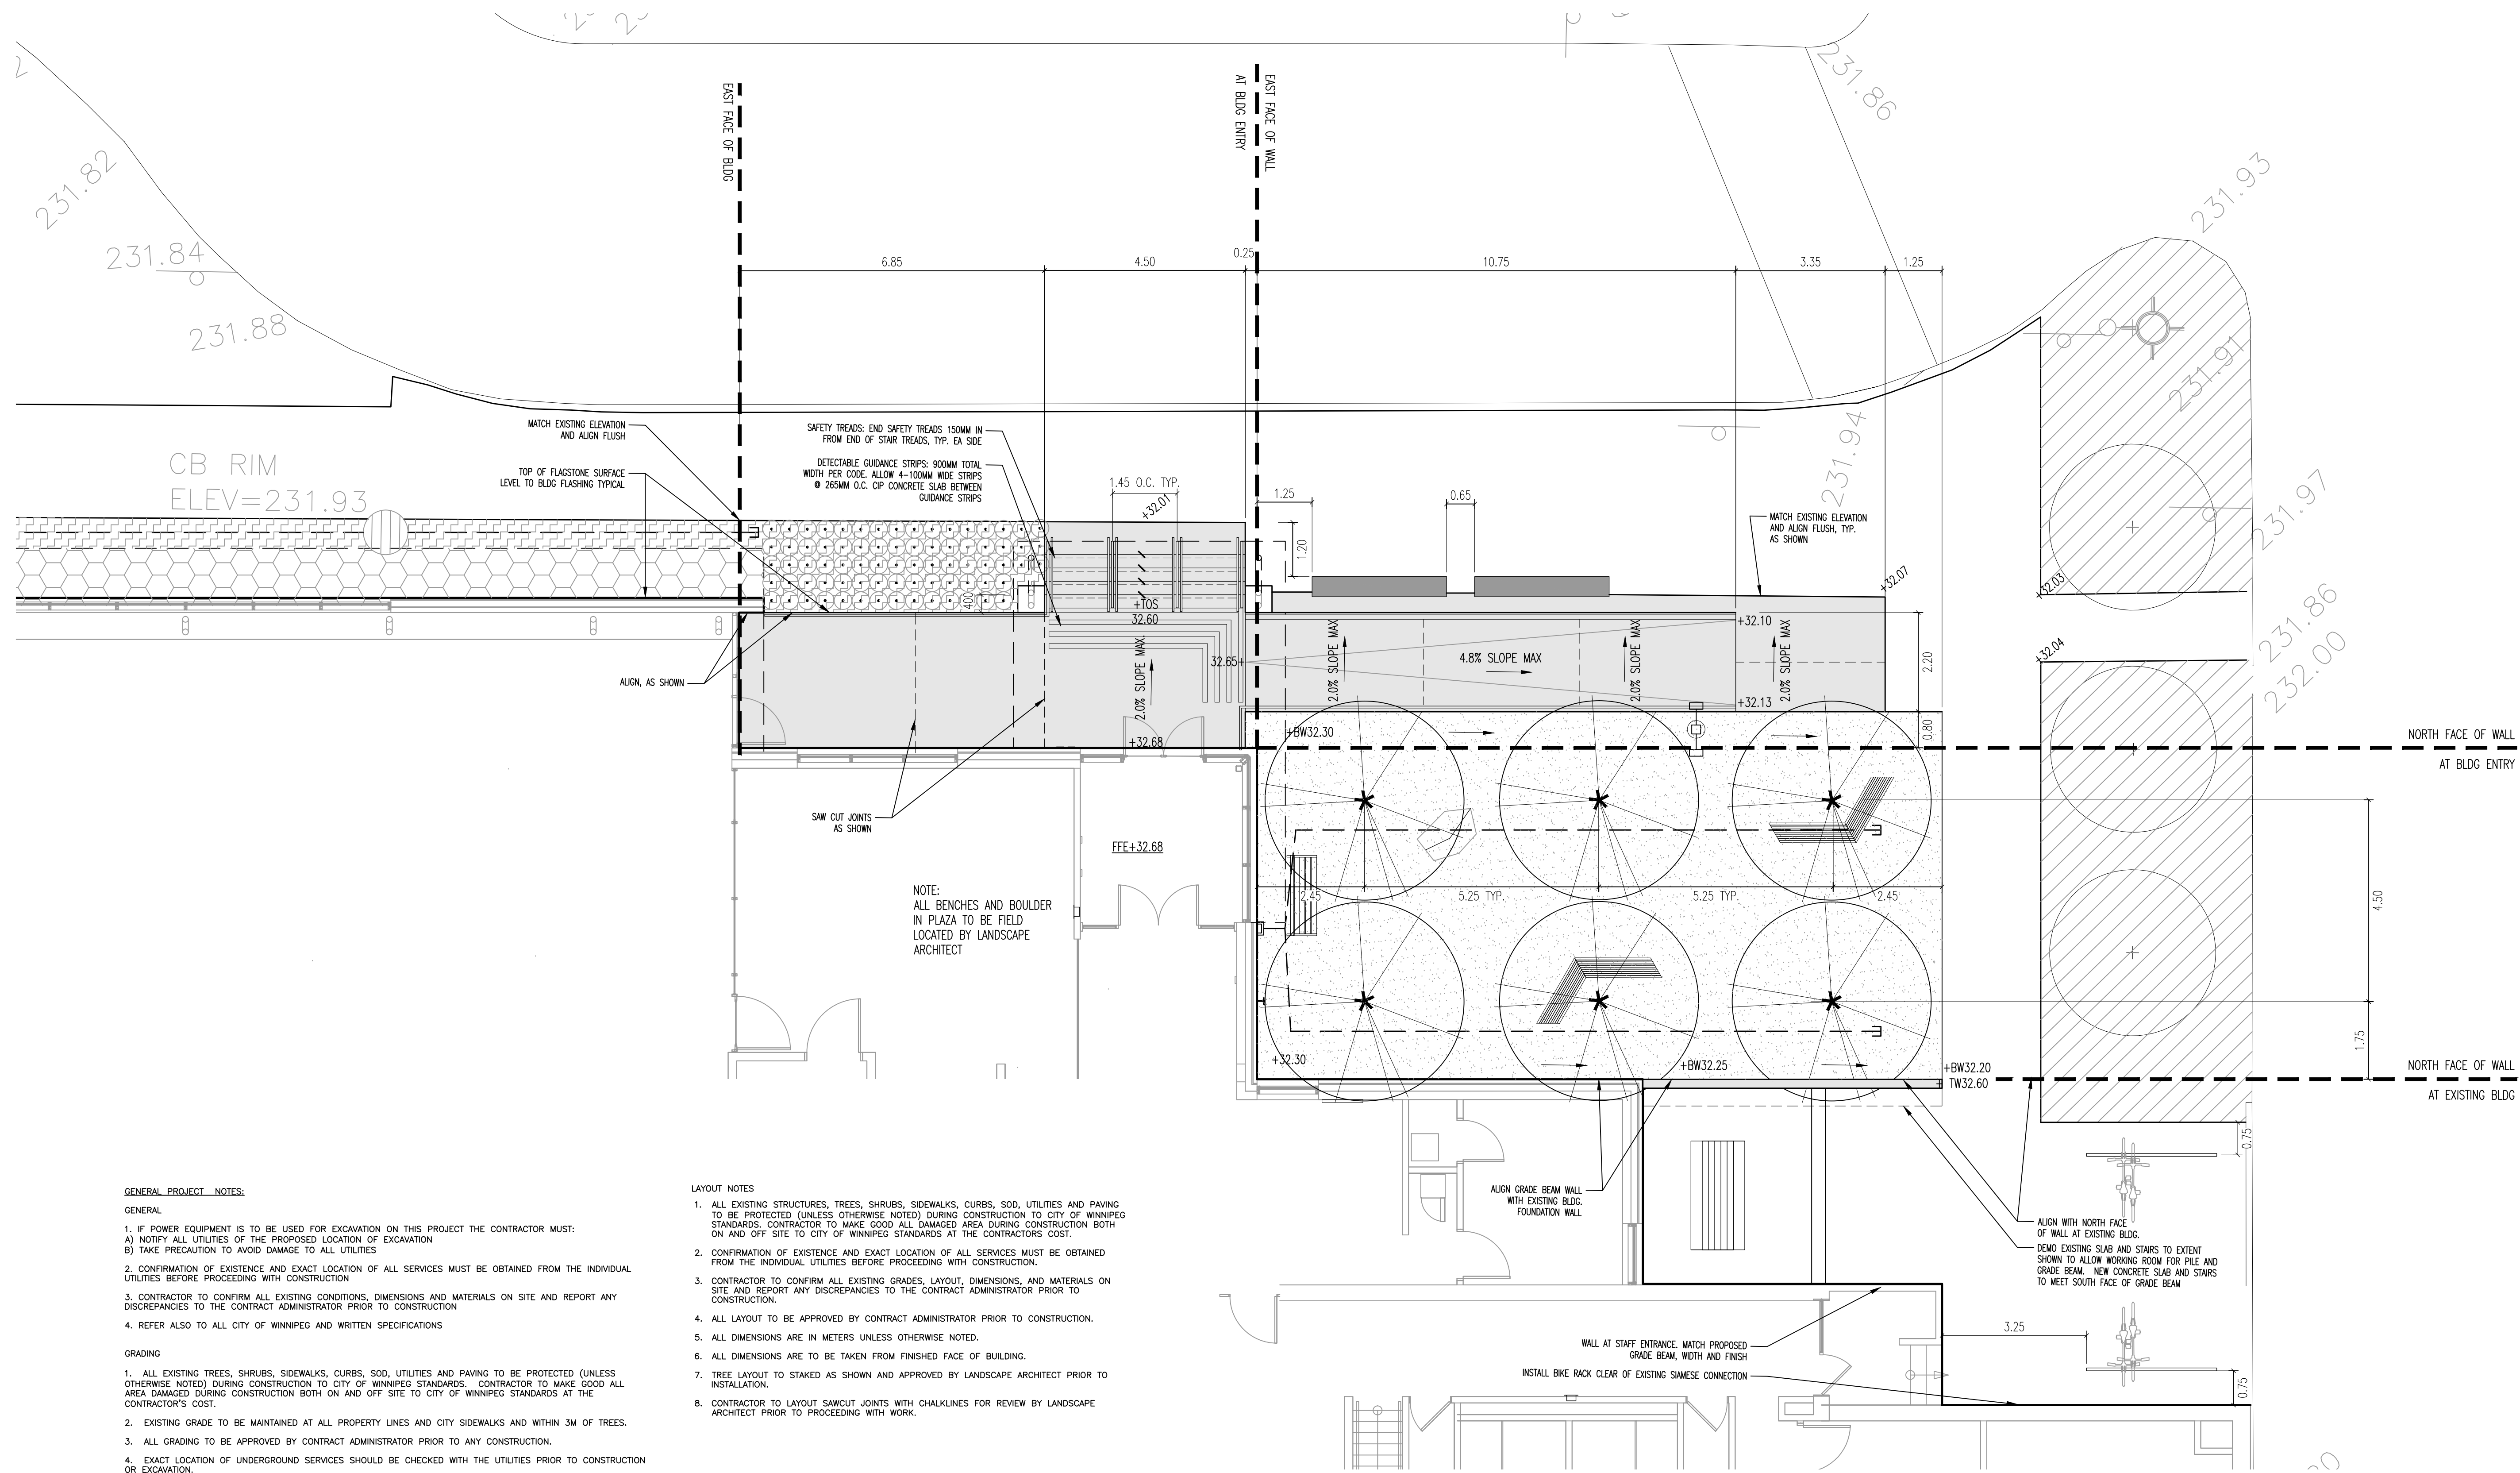 231.82
231.84
231.88
231.86
231.93
231.91
231.94
231.97
231.86
232.00
CB RIM
ELEV=231.93
EAST FACE OF BLDG
EAST FACE OF WALL
AT BLDG ENTRY
6.85
4.50
0.25
10.75
3.35
1.25
MATCH EXISTING ELEVATION
AND ALIGN FLUSH
TOP OF FLAGSTONE SURFACE
LEVEL TO BLDG FLASHING TYPICAL
SAFETY TREADS: END SAFETY TREADS 150MM IN
FROM END OF STAIR TREADS, TYP. EA SIDE
DETECTABLE GUIDANCE STRIPS: 900MM TOTAL
WIDTH PER CODE. ALLOW 4-100MM WIDE STRIPS
@ 265MM O.C. CIP CONCRETE SLAB BETWEEN
GUIDANCE STRIPS
1.45 O.C. TYP.
+32.01
1.25
0.65
1.20
MATCH EXISTING ELEVATION
AND ALIGN FLUSH, TYP.
AS SHOWN
+32.07
+32.03
+32.04
400
+TOS
32.60
32.65+
2.0% SLOPE MAX.
+32.68
2.0% SLOPE MAX
4.8% SLOPE MAX
2.0% SLOPE MAX
2.0% SLOPE MAX
+32.10
+32.13
2.20
0.80
ALIGN, AS SHOWN
SAW CUT JOINTS
AS SHOWN
FFE+32.68
NOTE:
ALL BENCHES AND BOULDER
IN PLAZA TO BE FIELD
LOCATED BY LANDSCAPE
ARCHITECT
+BW32.30
NORTH FACE OF WALL
AT BLDG ENTRY
2.45
5.25 TYP.
5.25 TYP.
2.45
4.50
1.75
+32.30
+BW32.25
+BW32.20
TW32.60
NORTH FACE OF WALL
AT EXISTING BLDG
0.75
ALIGN GRADE BEAM WALL
WITH EXISTING BLDG.
FOUNDATION WALL
ALIGN WITH NORTH FACE
OF WALL AT EXISTING BLDG.
DEMO EXISTING SLAB AND STAIRS TO EXTENT
SHOWN TO ALLOW WORKING ROOM FOR PILE AND
GRADE BEAM. NEW CONCRETE SLAB AND STAIRS
TO MEET SOUTH FACE OF GRADE BEAM
3.25
0.75
WALL AT STAFF ENTRANCE. MATCH PROPOSED
GRADE BEAM, WIDTH AND FINISH
INSTALL BIKE RACK CLEAR OF EXISTING SIAMESE CONNECTION
GENERAL PROJECT NOTES:
GENERAL
1. IF POWER EQUIPMENT IS TO BE USED FOR EXCAVATION ON THIS PROJECT THE CONTRACTOR MUST:
A) NOTIFY ALL UTILITIES OF THE PROPOSED LOCATION OF EXCAVATION
B) TAKE PRECAUTION TO AVOID DAMAGE TO ALL UTILITIES
2. CONFIRMATION OF EXISTENCE AND EXACT LOCATION OF ALL SERVICES MUST BE OBTAINED FROM THE INDIVIDUAL
UTILITIES BEFORE PROCEEDING WITH CONSTRUCTION
3. CONTRACTOR TO CONFIRM ALL EXISTING CONDITIONS, DIMENSIONS AND MATERIALS ON SITE AND REPORT ANY
DISCREPANCIES TO THE CONTRACT ADMINISTRATOR PRIOR TO CONSTRUCTION
4. REFER ALSO TO ALL CITY OF WINNIPEG AND WRITTEN SPECIFICATIONS
GRADING
1. ALL EXISTING TREES, SHRUBS, SIDEWALKS, CURBS, SOD, UTILITIES AND PAVING TO BE PROTECTED (UNLESS
OTHERWISE NOTED) DURING CONSTRUCTION TO CITY OF WINNIPEG STANDARDS. CONTRACTOR TO MAKE GOOD ALL
AREA DAMAGED DURING CONSTRUCTION BOTH ON AND OFF SITE TO CITY OF WINNIPEG STANDARDS AT THE
CONTRACTOR'S COST.
2. EXISTING GRADE TO BE MAINTAINED AT ALL PROPERTY LINES AND CITY SIDEWALKS AND WITHIN 3M OF TREES.
3. ALL GRADING TO BE APPROVED BY CONTRACT ADMINISTRATOR PRIOR TO ANY CONSTRUCTION.
4. EXACT LOCATION OF UNDERGROUND SERVICES SHOULD BE CHECKED WITH THE UTILITIES PRIOR TO CONSTRUCTION
OR EXCAVATION.
LAYOUT NOTES
1. ALL EXISTING STRUCTURES, TREES, SHRUBS, SIDEWALKS, CURBS, SOD, UTILITIES AND PAVING
TO BE PROTECTED (UNLESS OTHERWISE NOTED) DURING CONSTRUCTION TO CITY OF WINNIPEG
STANDARDS. CONTRACTOR TO MAKE GOOD ALL DAMAGED AREA DURING CONSTRUCTION BOTH
ON AND OFF SITE TO CITY OF WINNIPEG STANDARDS AT THE CONTRACTORS COST.
2. CONFIRMATION OF EXISTENCE AND EXACT LOCATION OF ALL SERVICES MUST BE OBTAINED
FROM THE INDIVIDUAL UTILITIES BEFORE PROCEEDING WITH CONSTRUCTION.
3. CONTRACTOR TO CONFIRM ALL EXISTING GRADES, LAYOUT, DIMENSIONS, AND MATERIALS ON
SITE AND REPORT ANY DISCREPANCIES TO THE CONTRACT ADMINISTRATOR PRIOR TO
CONSTRUCTION.
4. ALL LAYOUT TO BE APPROVED BY CONTRACT ADMINISTRATOR PRIOR TO CONSTRUCTION.
5. ALL DIMENSIONS ARE IN METERS UNLESS OTHERWISE NOTED.
6. ALL DIMENSIONS ARE TO BE TAKEN FROM FINISHED FACE OF BUILDING.
7. TREE LAYOUT TO STAKED AS SHOWN AND APPROVED BY LANDSCAPE ARCHITECT PRIOR TO
INSTALLATION.
8. CONTRACTOR TO LAYOUT SAWCUT JOINTS WITH CHALKLINES FOR REVIEW BY LANDSCAPE
ARCHITECT PRIOR TO PROCEEDING WITH WORK.